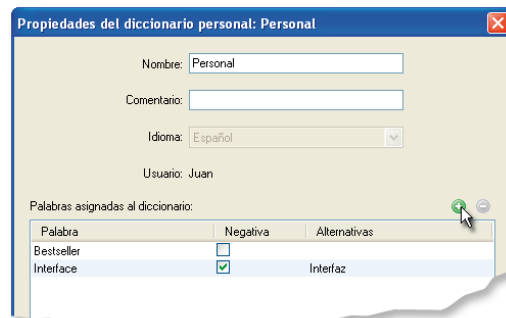 Propiedades del diccionario personal: Personal
Nombre: Personal
Comentario:
Idioma: Español
Usuario: Juan
Palabras asignadas al diccionario:
Palabra Negativa Alternativas
Bestseller
Interface Interfaz